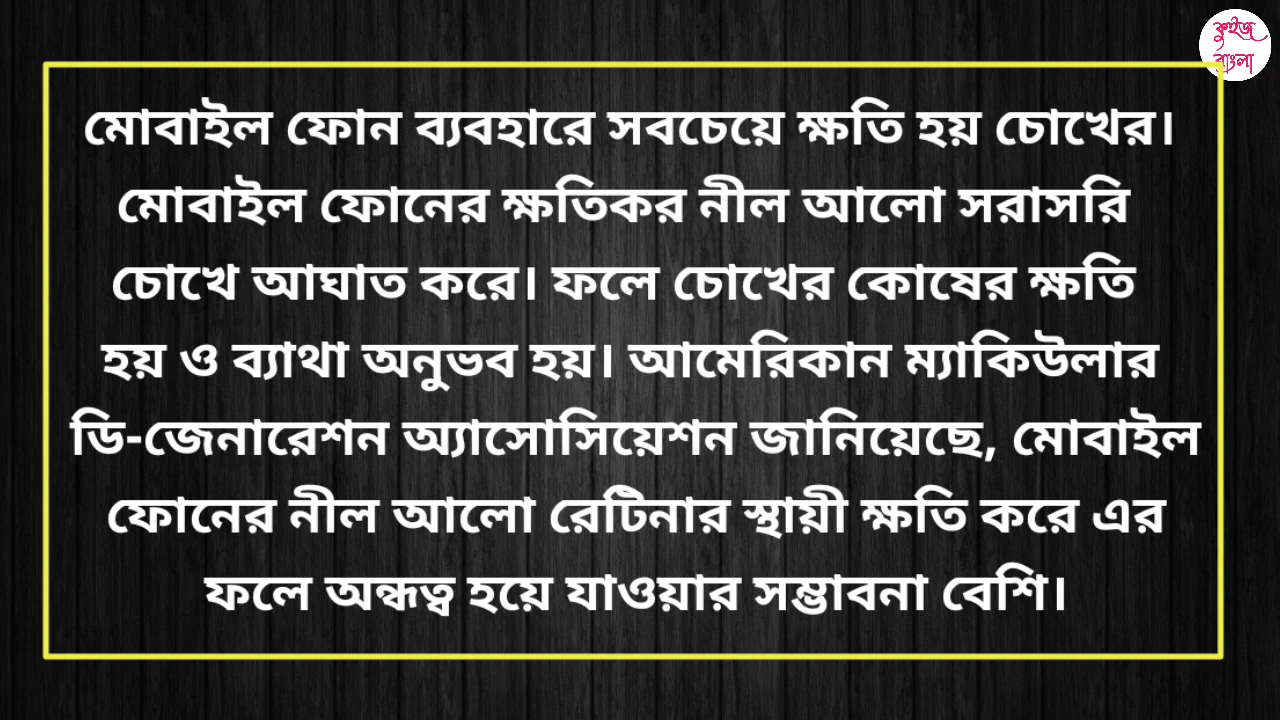 কুইজ
বাংলা
মোবাইল ফোন ব্যবহারে সবচেয়ে ক্ষতি হয় চোখের।
মোবাইল ফোনের ক্ষতিকর নীল আলো সরাসরি
চোখে আঘাত করে। ফলে চোখের কোষের ক্ষতি
হয় ও ব্যাথা অনুভব হয়। আমেরিকান ম্যাকিউলার
ডি-জেনারেশন অ্যাসোসিয়েশন জানিয়েছে, মোবাইল
ফোনের নীল আলো রেটিনার স্থায়ী ক্ষতি করে এর
ফলে অন্ধত্ব হয়ে যাওয়ার সম্ভাবনা বেশি।